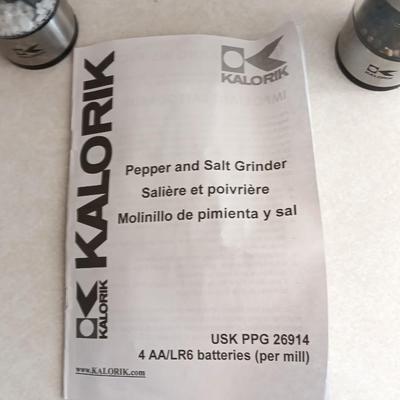 KALORIK
KALORIK
KALORIK
Pepper and Salt Grinder
Salière et poivrière
Molinillo de pimienta y sal
KALORIK
USK PPG 26914
4 AA/LR6 batteries (per mill)
www.KALORIK.com